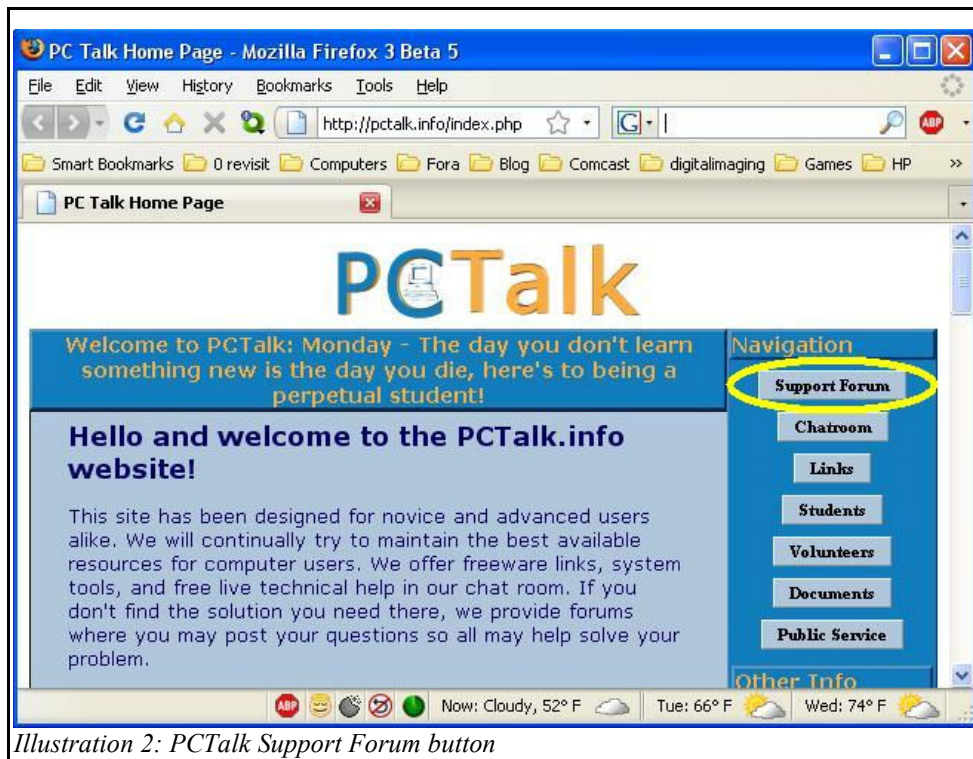 PC Talk Home Page - Mozilla Firefox 3 Beta 5
File Edit View History Bookmarks Tools Help
http://pctalk.info/index.php G
ABP
Smart Bookmarks 0 revisit Computers Fora Blog Comcast digitalimaging Games HP »
PC Talk Home Page
PCTalk
Welcome to PCTalk: Monday - The day you don't learn
something new is the day you die, here's to being a
perpetual student!
Hello and welcome to the PCTalk.info
website!
This site has been designed for novice and advanced users
alike. We will continually try to maintain the best available
resources for computer users. We offer freeware links, system
tools, and free live technical help in our chat room. If you
don't find the solution you need there, we provide forums
where you may post your questions so all may help solve your
problem.
Navigation
Support Forum
Chatroom
Links
Students
Volunteers
Documents
Public Service
Other Info
ABP Now: Cloudy, 52° F Tue: 66° F Wed: 74° F
Illustration 2: PCTalk Support Forum button